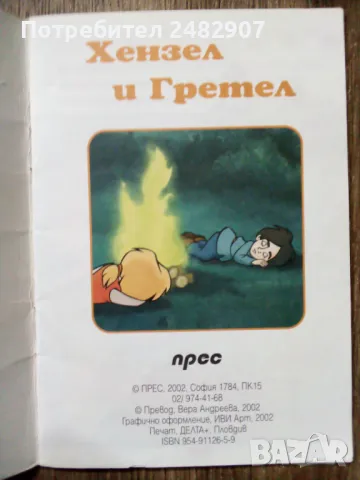 Потребител 2482907
Хензел
и Гретел
прес
© ПРЕС, 2002, София 1784, ПК15
02/ 974-41-68
© Превод, Вера Андреева, 2002
Графично оформление, ИВИ Арт, 2002
Печат, ДЕЛТА+, Пловдив
ISBN 954-91126-5-9
BAZAR